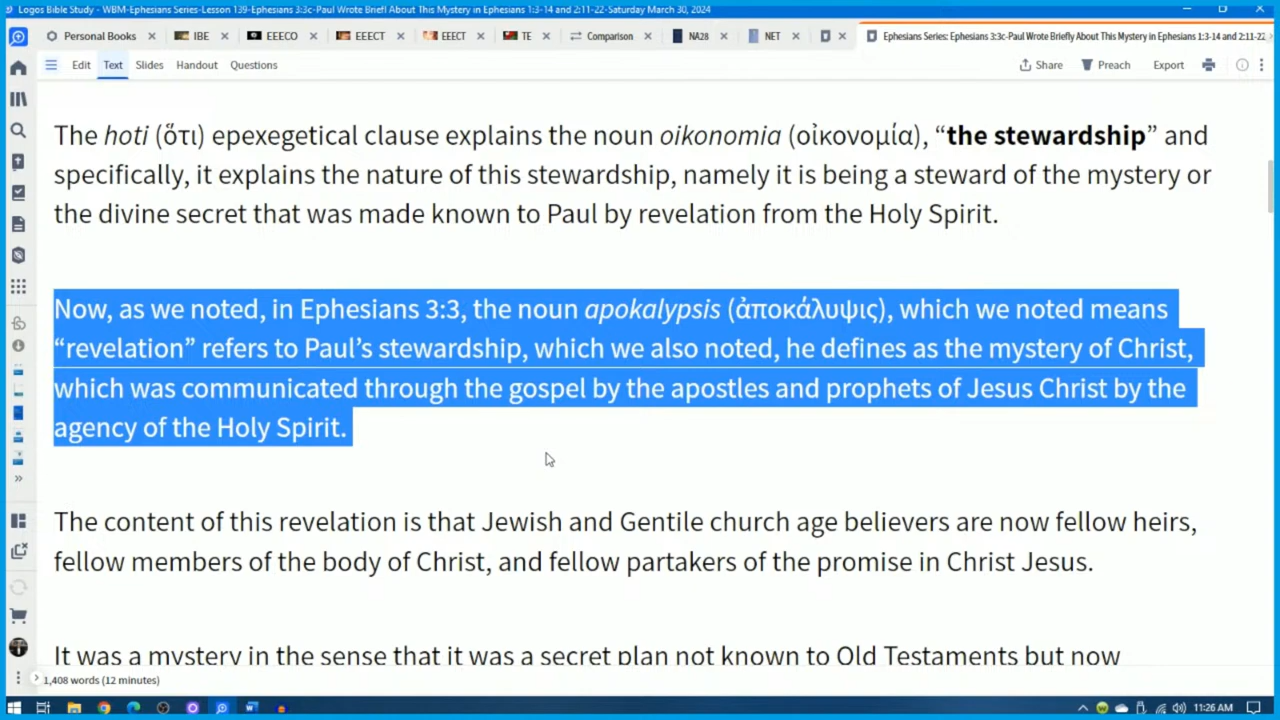 Logos Bible Study - WBM-Ephesians Series-Lesson 139-Ephesians 3:3c-Paul Wrote Briefl About This Mystery in Ephesians 1:3-14 and 2:11-22-Saturday March 30, 2024
Personal Books IBE EEECO EEECT EEECT TE Comparison NA28 NET Ephesians Series: Ephesians 3:3c-Paul Wrote Briefly About This Mystery in Ephesians 1:3-14 and 2:11-22
Edit Text Slides Handout Questions Share Preach Export
The hoti (ὅτι) epexegetical clause explains the noun oikonomia (οἰκονομία), “the stewardship” and
specifically, it explains the nature of this stewardship, namely it is being a steward of the mystery or
the divine secret that was made known to Paul by revelation from the Holy Spirit.
Now, as we noted, in Ephesians 3:3, the noun apokalypsis (ἀποκάλυψις), which we noted means
“revelation” refers to Paul’s stewardship, which we also noted, he defines as the mystery of Christ,
which was communicated through the gospel by the apostles and prophets of Jesus Christ by the
agency of the Holy Spirit.
The content of this revelation is that Jewish and Gentile church age believers are now fellow heirs,
fellow members of the body of Christ, and fellow partakers of the promise in Christ Jesus.
It was a mystery in the sense that it was a secret plan not known to Old Testaments but now
1,408 words (12 minutes)
11:26 AM